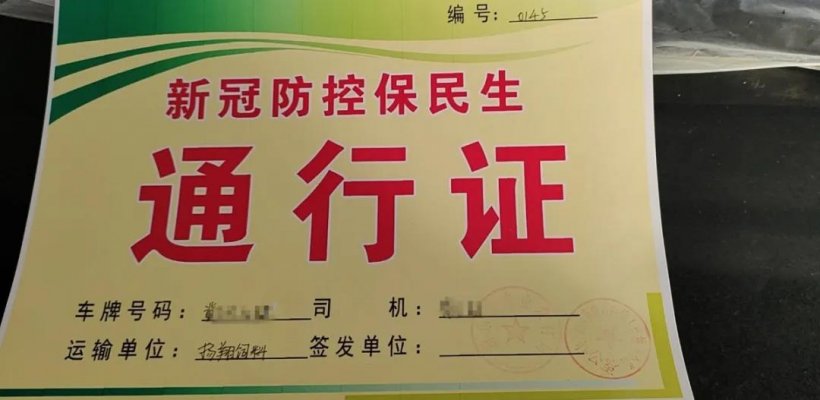 编号：0145
新冠防控保民生
通行证
车牌号码： 司 机：
运输单位：扬翔饲料 签发单位：